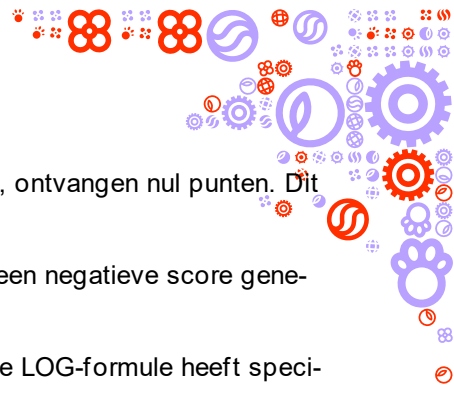 , ontvangen nul punten. Dit
een negatieve score gene-
e LOG-formule heeft speci-